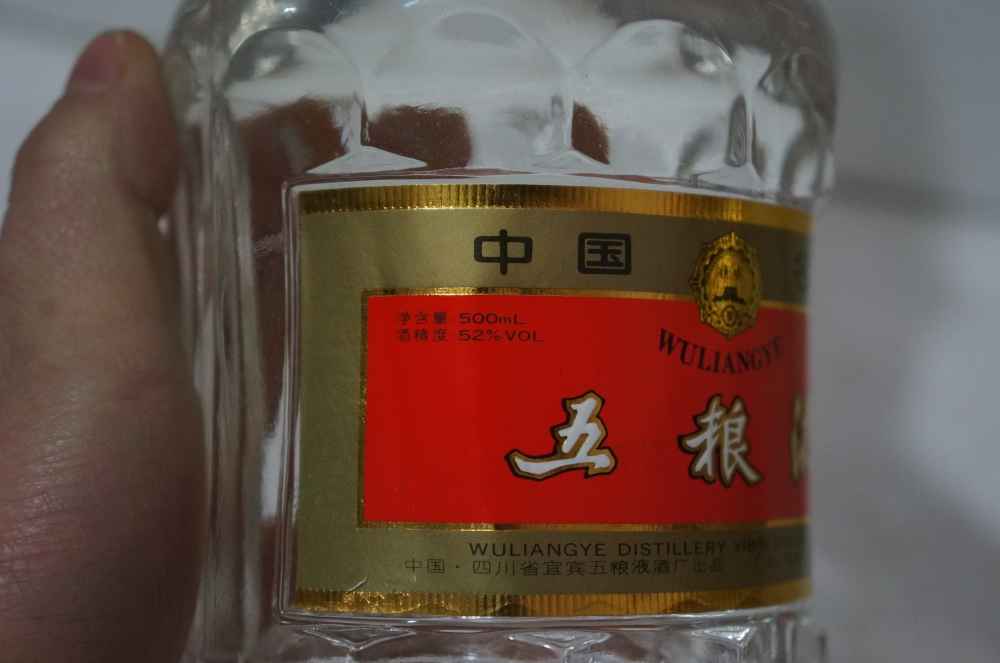 中国
净含量 500mL
酒精度 52%VOL
WULIANGYE
五粮
WULIANGYE DISTILLERY
中国·四川省宜宾五粮液酒厂出品